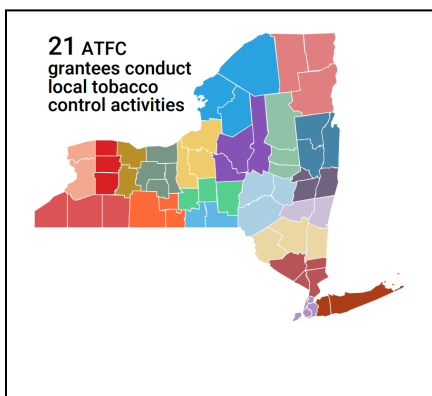 21 ATFC
grantees conduct
local tobacco
control activities